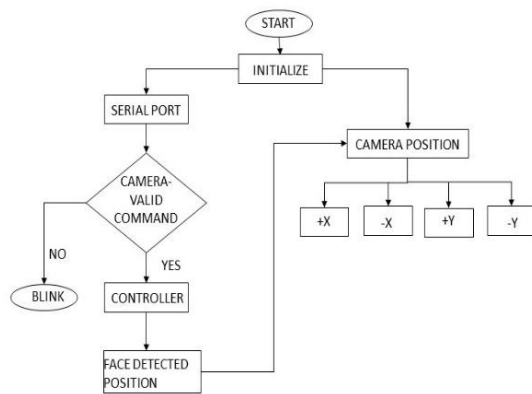 START
INITIALIZE
SERIAL PORT
CAMERA POSITION
CAMERA-
VALID
COMMAND
+X
-X
+Y
-Y
NO
YES
BLINK
CONTROLLER
FACE DETECTED
POSITION